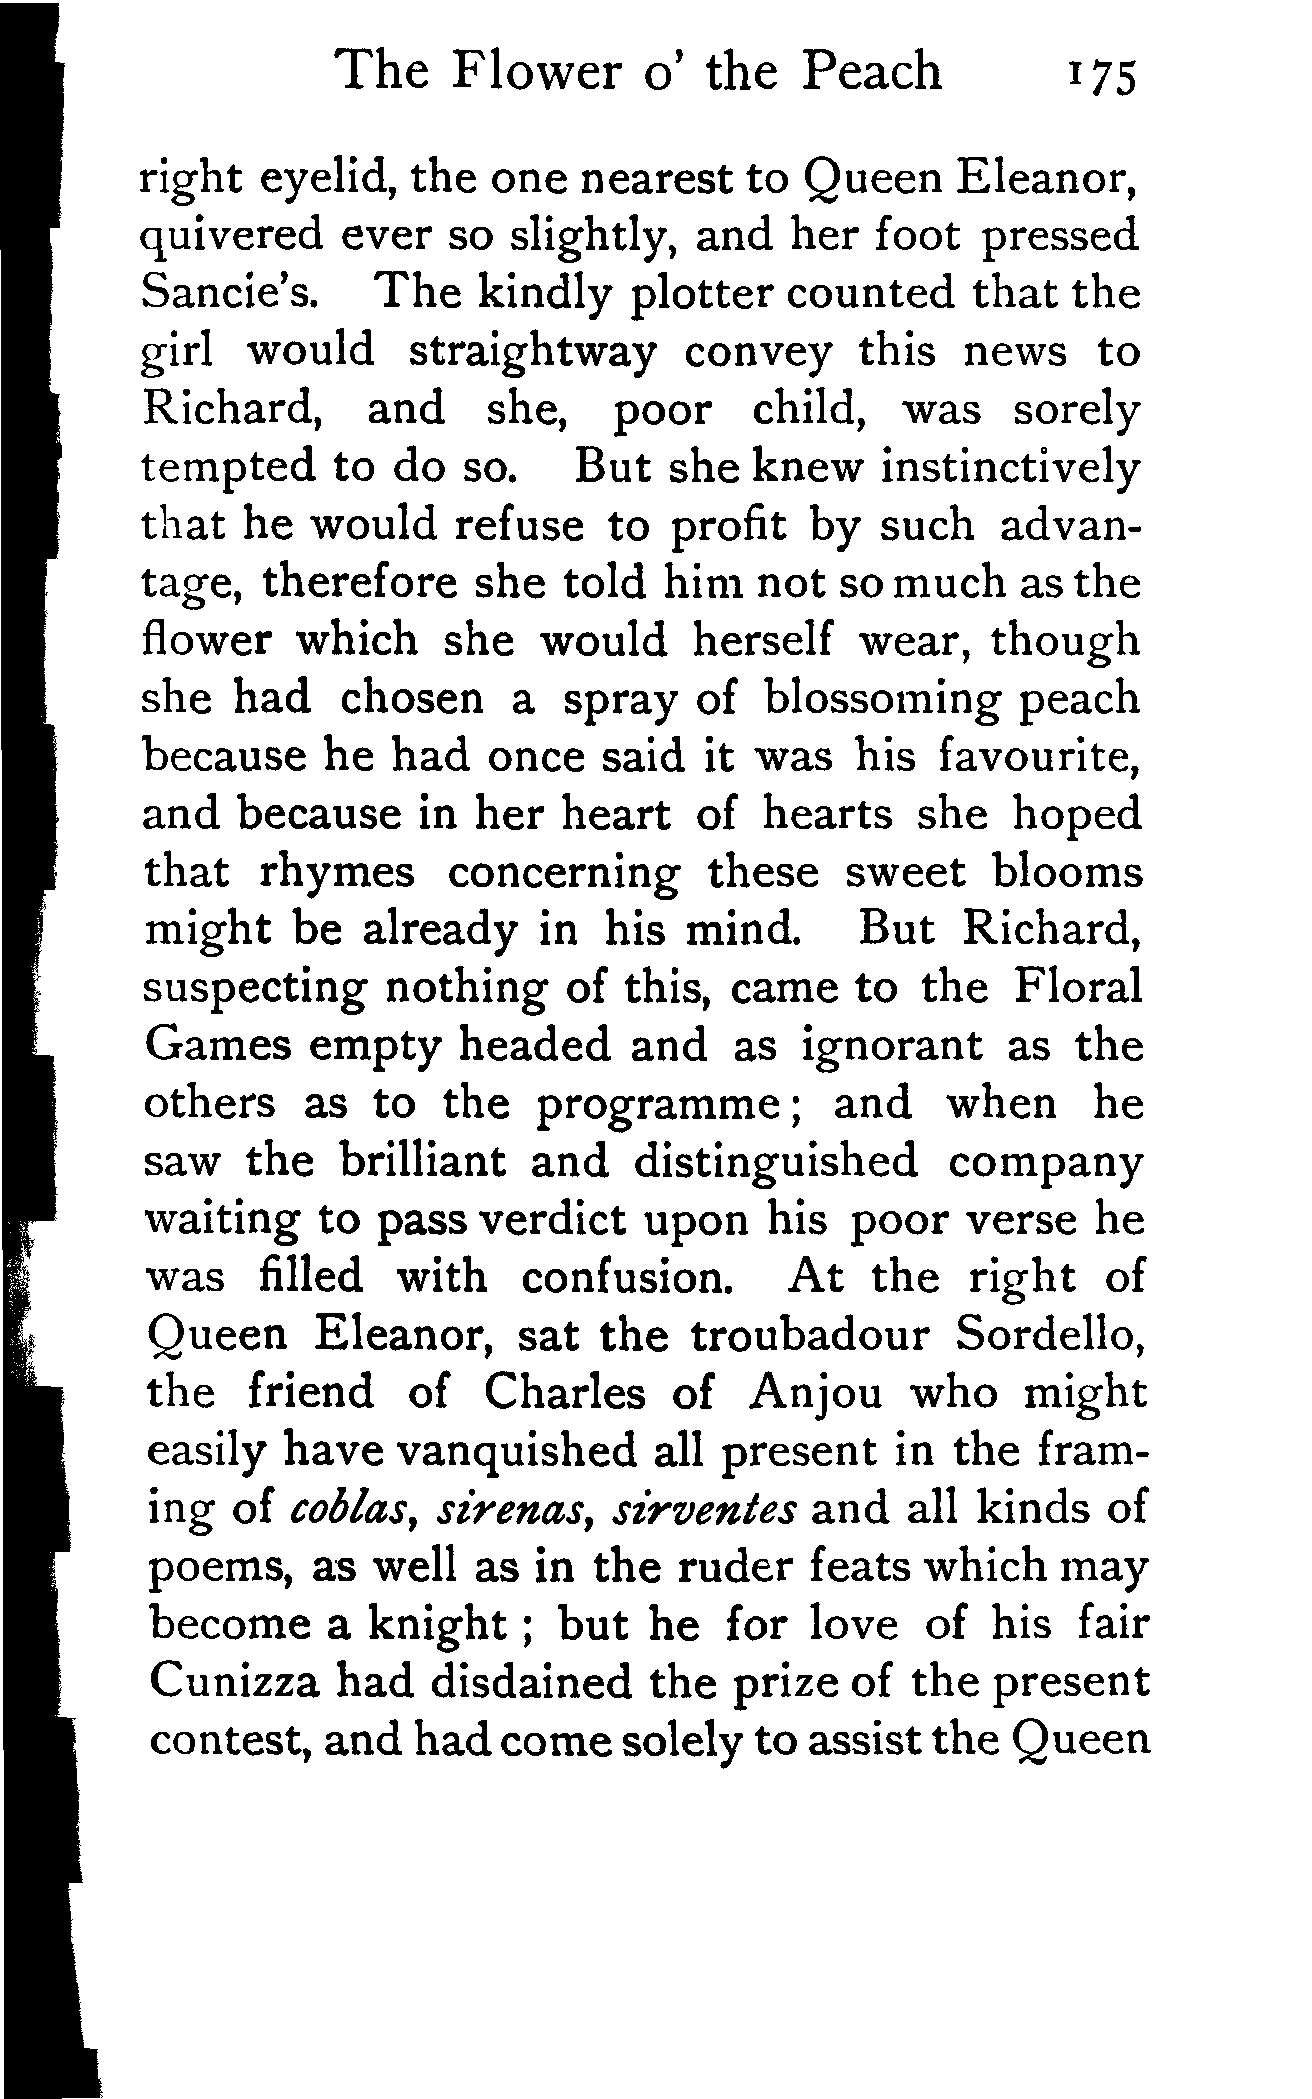 The Flower o' the Peach 175
right eyelid, the one nearest to Queen Eleanor,
quivered ever so slightly, and her foot pressed
Sancie's. The kindly plotter counted that the
girl would straightway convey this news to
Richard, and she, poor child, was sorely
tempted to do so. But she knew instinctively
that he would refuse to profit by such advan-
tage, therefore she told him not so much as the
flower which she would herself wear, though
she had chosen a spray of blossoming peach
because he had once said it was his favourite,
and because in her heart of hearts she hoped
that rhymes concerning these sweet blooms
might be already in his mind. But Richard,
suspecting nothing of this, came to the Floral
Games empty headed and as ignorant as the
others as to the programme; and when he
saw the brilliant and distinguished company
waiting to pass verdict upon his poor verse he
was filled with confusion. At the right of
Queen Eleanor, sat the troubadour Sordello,
the friend of Charles of Anjou who might
easily have vanquished all present in the fram-
ing of coblas, sirenas, sirventes and all kinds of
poems, as well as in the ruder feats which may
become a knight; but he for love of his fair
Cunizza had disdained the prize of the present
contest, and had come solely to assist the Queen